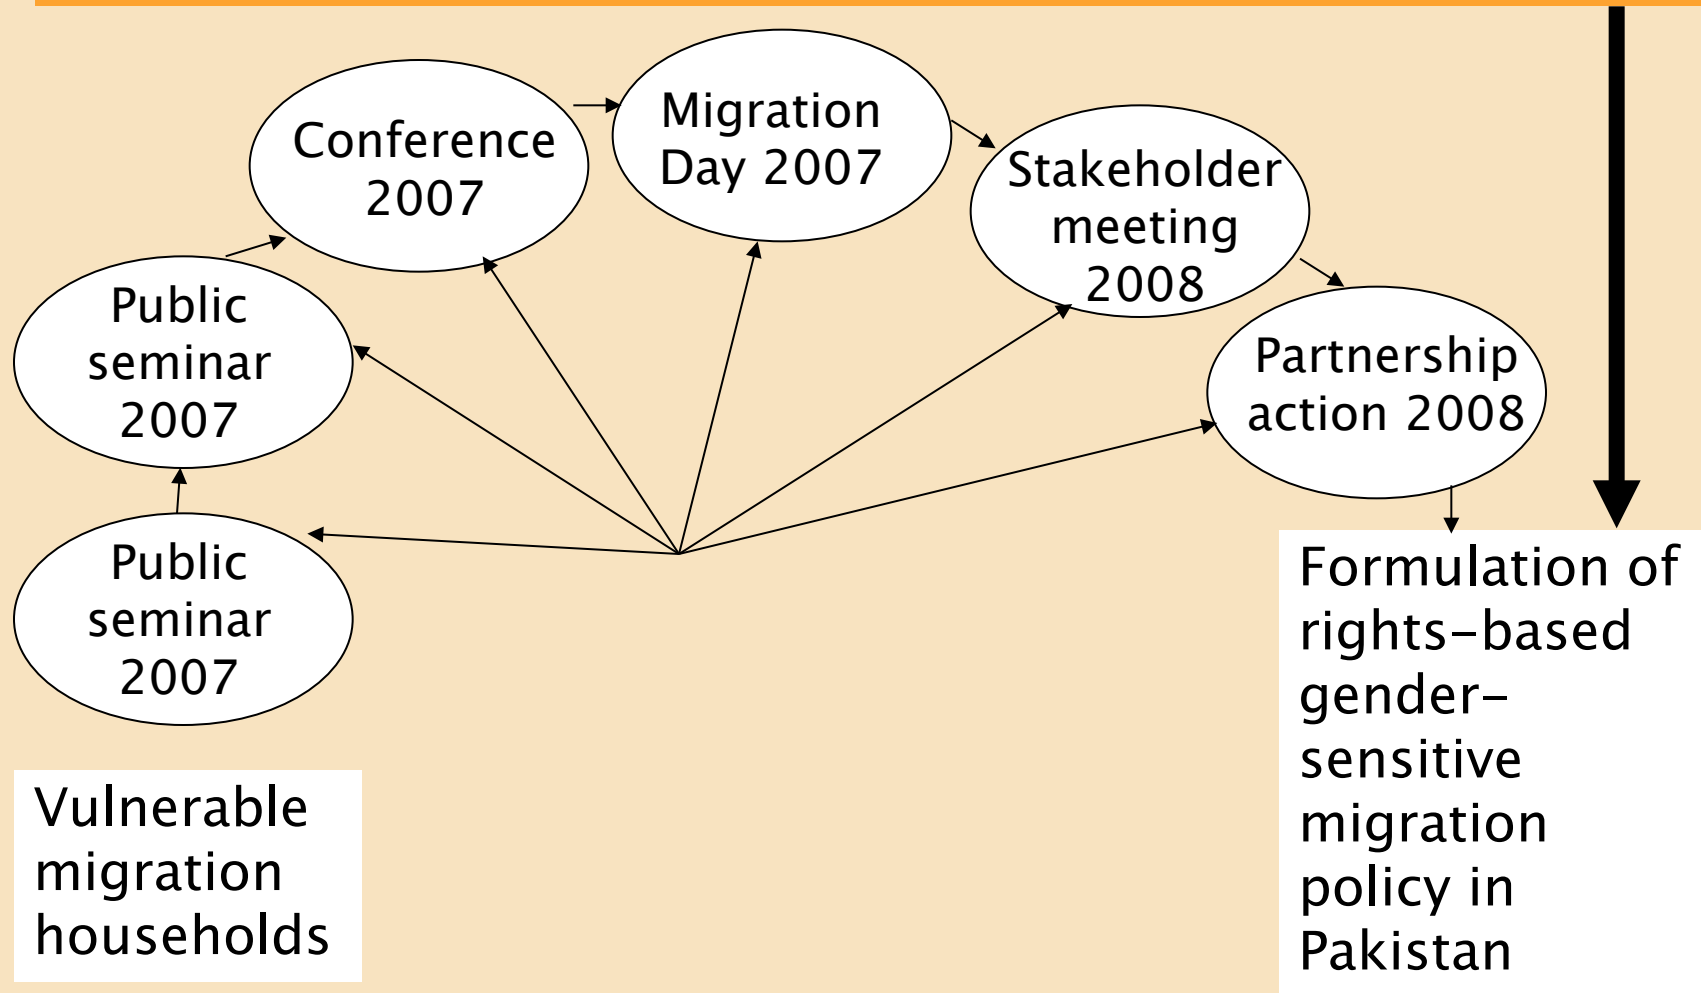 Conference
2007
Migration
Day 2007
Stakeholder
meeting
2008
Public
seminar
2007
Partnership
action 2008
Public
seminar
2007
Vulnerable
migration
households
Formulation of
rights–based
gender–
sensitive
migration
policy in
Pakistan